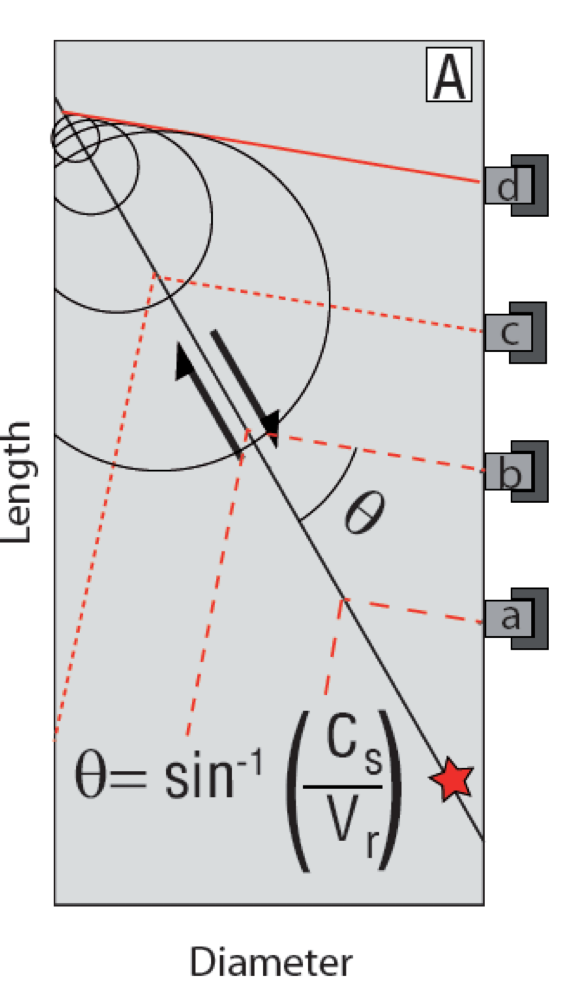 A
d
c
b
θ
a
θ= sin⁻¹ (Cₛ/Vᵣ)
Length
Diameter